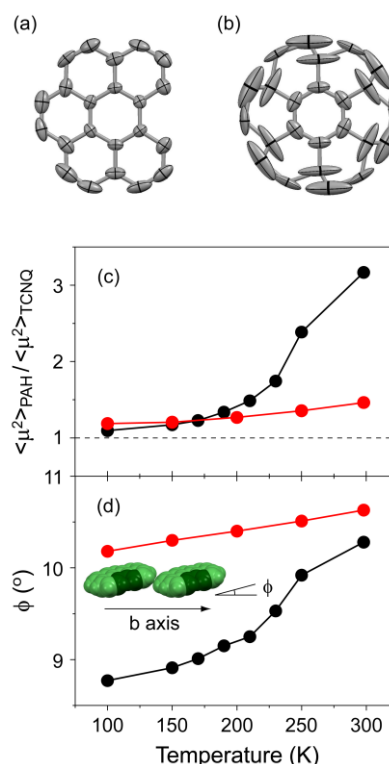 (a)
(b)
(c)
3
2
1
<μ²>PAH / <μ²>TCNQ
(d)
11
10
9
ϕ (º)
ϕ
b axis
100 150 200 250 300
Temperature (K)